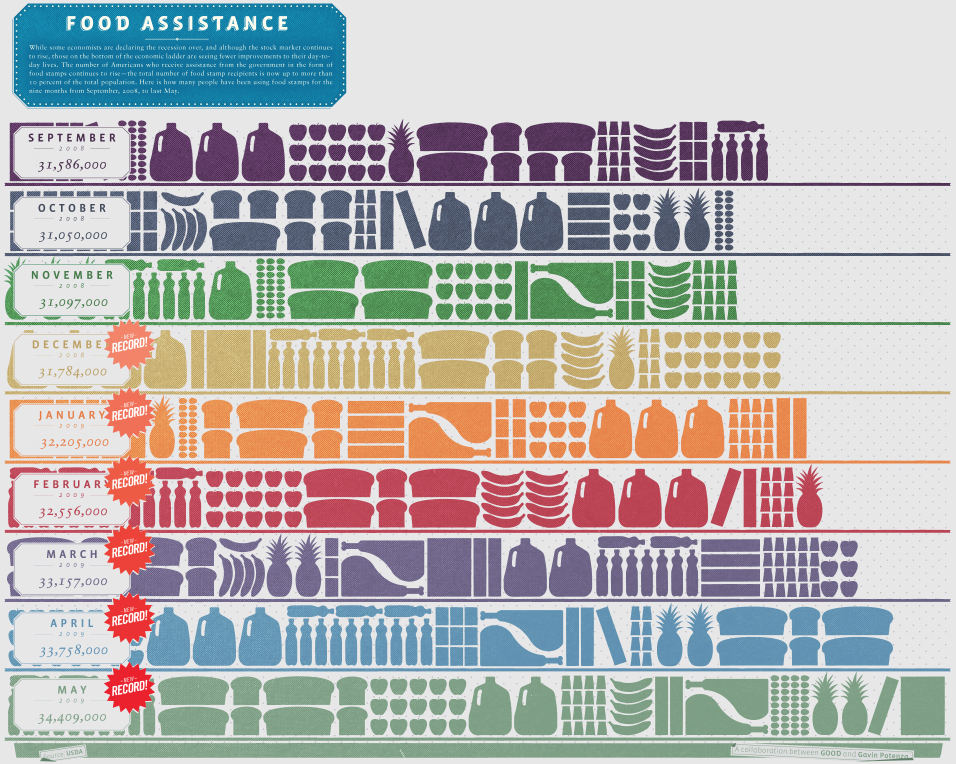 FOOD ASSISTANCE
While some economists are declaring the recession over, and although the stock market continues
to rise, those on the bottom of the economic ladder are seeing fewer improvements to their day-to-
day lives. The number of Americans who receive assistance from the government in the form of
food stamps continues to rise—the total number of food stamp recipients is now up to more than
10 percent of the total population. Here is how many people have been using food stamps for the
nine months from September, 2008, to last May.
SEPTEMBER
2008
31,586,000
OCTOBER
2008
31,050,000
NOVEMBER
2008
31,097,000
DECEMBE
2008
31,784,000
NEW
RECORD!
JANUARY
2009
32,205,000
NEW
RECORD!
FEBRUAR
2009
32,556,000
NEW
RECORD!
MARCH
2009
33,157,000
NEW
RECORD!
APRIL
2009
33,758,000
NEW
RECORD!
MAY
2009
34,409,000
NEW
RECORD!
Source USDA
A collaboration between GOOD and Gavin Potenza